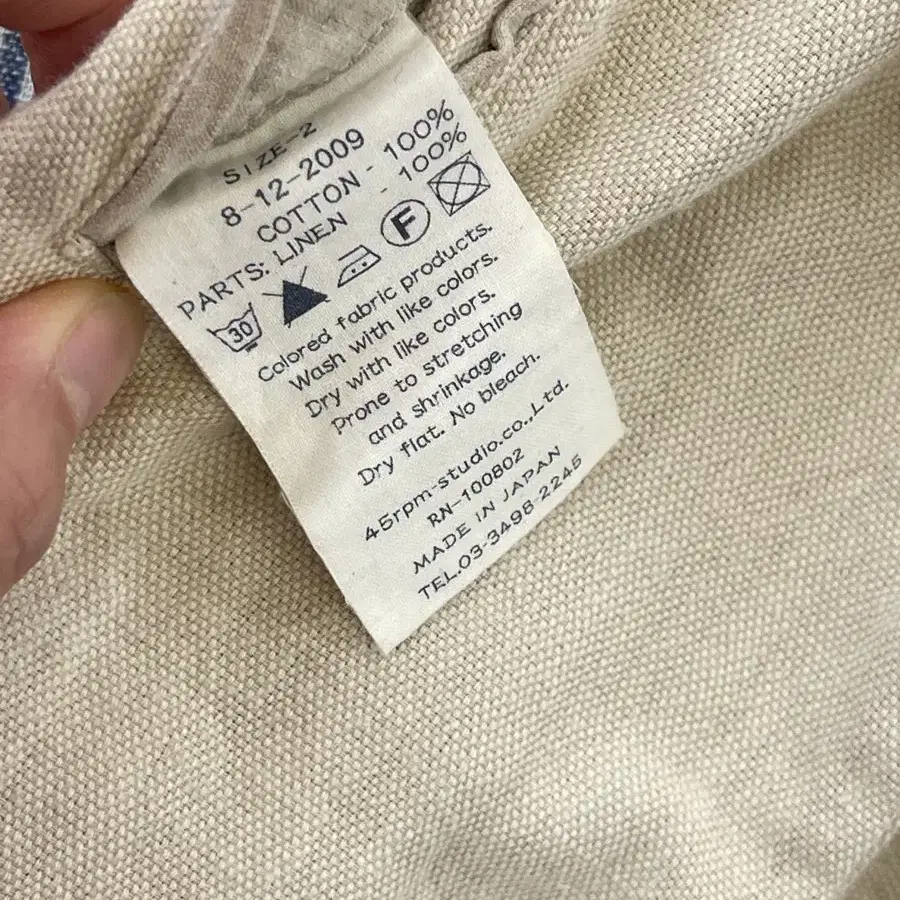 SIZE-2
8-12-2009
COTTON - 100%
PARTS: LINEN - 100%
30 F
Colored fabric products.
Wash with like colors.
Dry with like colors.
Prone to stretching
and shrinkage.
Dry flat. No bleach.
45rpm-studio.co.,Ltd.
RN-100802
MADE IN JAPAN
TEL.03-3498-2245